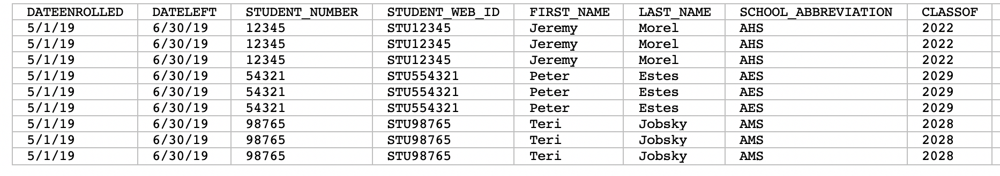 DATEENROLLED DATELEFT STUDENT_NUMBER STUDENT_WEB_ID FIRST_NAME LAST_NAME SCHOOL_ABBREVIATION CLASSOF
5/1/19 6/30/19 12345 STU12345 Jeremy Morel AHS 2022
5/1/19 6/30/19 12345 STU12345 Jeremy Morel AHS 2022
5/1/19 6/30/19 12345 STU12345 Jeremy Morel AHS 2022
5/1/19 6/30/19 54321 STU554321 Peter Estes AES 2029
5/1/19 6/30/19 54321 STU554321 Peter Estes AES 2029
5/1/19 6/30/19 54321 STU554321 Peter Estes AES 2029
5/1/19 6/30/19 98765 STU98765 Teri Jobsky AMS 2028
5/1/19 6/30/19 98765 STU98765 Teri Jobsky AMS 2028
5/1/19 6/30/19 98765 STU98765 Teri Jobsky AMS 2028